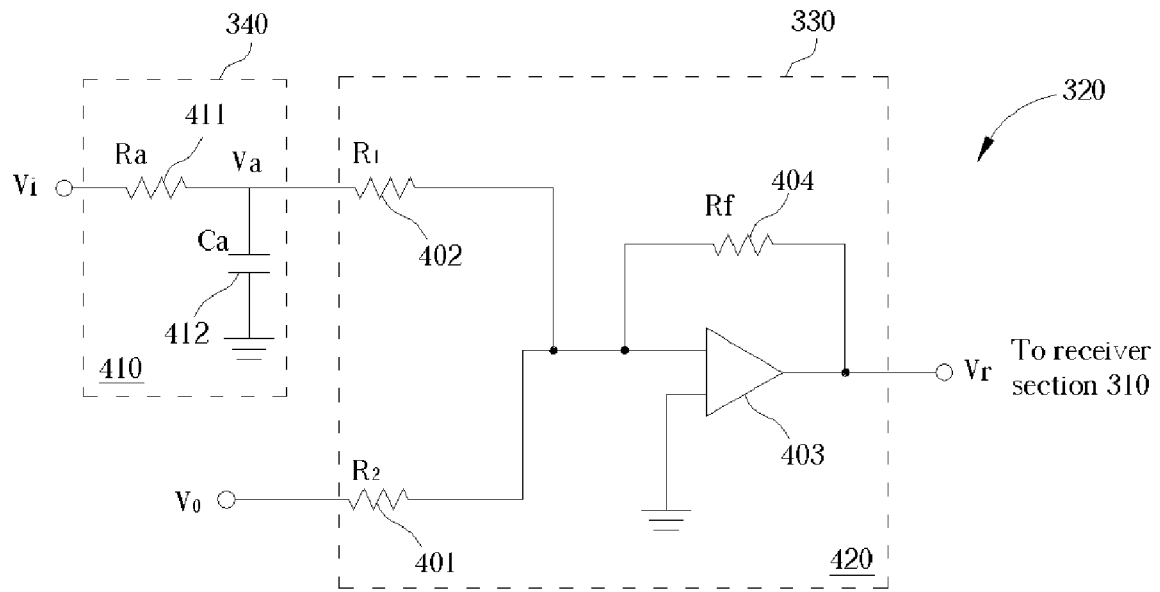 340
330
320
411
Ra
Va
R1
Vi
402
Rf
404
Ca
412
410
Vr
To receiver
section 310
403
R2
V0
401
420